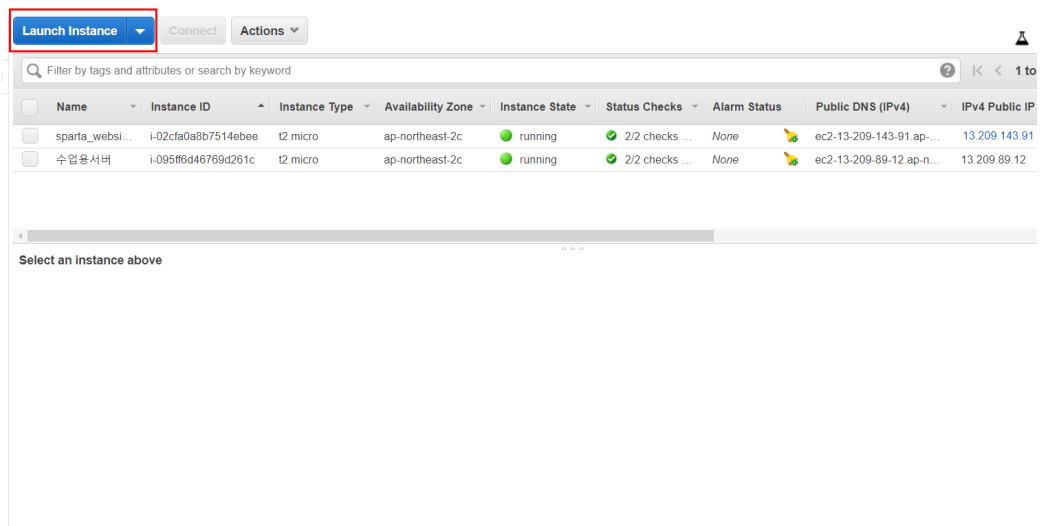 Launch Instance Connect Actions
Filter by tags and attributes or search by keyword 1 to
Name Instance ID Instance Type Availability Zone Instance State Status Checks Alarm Status Public DNS (IPv4) IPv4 Public IP
sparta_websi... i-02cfa0a8b7514ebee t2.micro ap-northeast-2c running 2/2 checks ... None ec2-13-209-143-91.ap-... 13.209.143.91
수업용서버 i-095ff6d46769d261c t2.micro ap-northeast-2c running 2/2 checks ... None ec2-13-209-89-12.ap-n... 13.209.89.12
Select an instance above